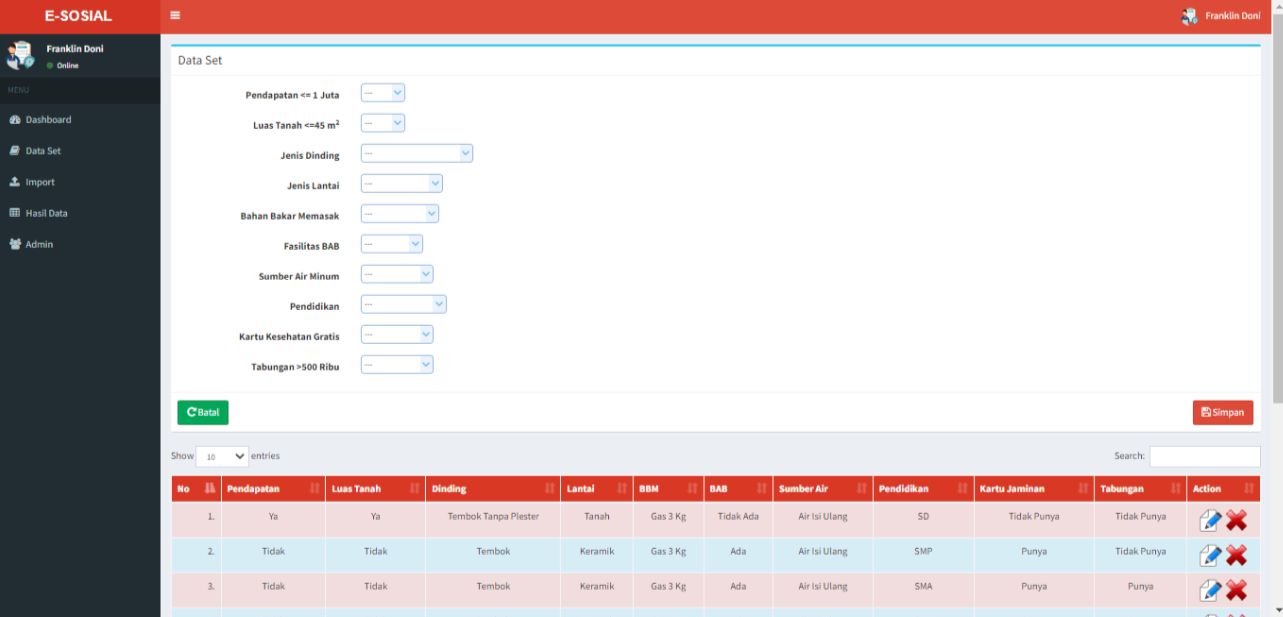 E-SOSIAL
Franklin Doni
Franklin Doni
Online
MENU
Dashboard
Data Set
Import
Hasil Data
Admin
Data Set
Pendapatan <= 1 Juta ---
Luas Tanah <=45 m² ---
Jenis Dinding ---
Jenis Lantai ---
Bahan Bakar Memasak ---
Fasilitas BAB ---
Sumber Air Minum ---
Pendidikan ---
Kartu Kesehatan Gratis ---
Tabungan >500 Ribu ---
Batal Simpan
Show 10 entries Search:
No Pendapatan Luas Tanah Dinding Lantai BBM BAB Sumber Air Pendidikan Kartu Jaminan Tabungan Action
1. Ya Ya Tembok Tanpa Plester Tanah Gas 3 Kg Tidak Ada Air Isi Ulang SD Tidak Punya Tidak Punya
2. Tidak Tidak Tembok Keramik Gas 3 Kg Ada Air Isi Ulang SMP Punya Tidak Punya
3. Tidak Tidak Tembok Keramik Gas 3 Kg Ada Air Isi Ulang SMA Punya Punya